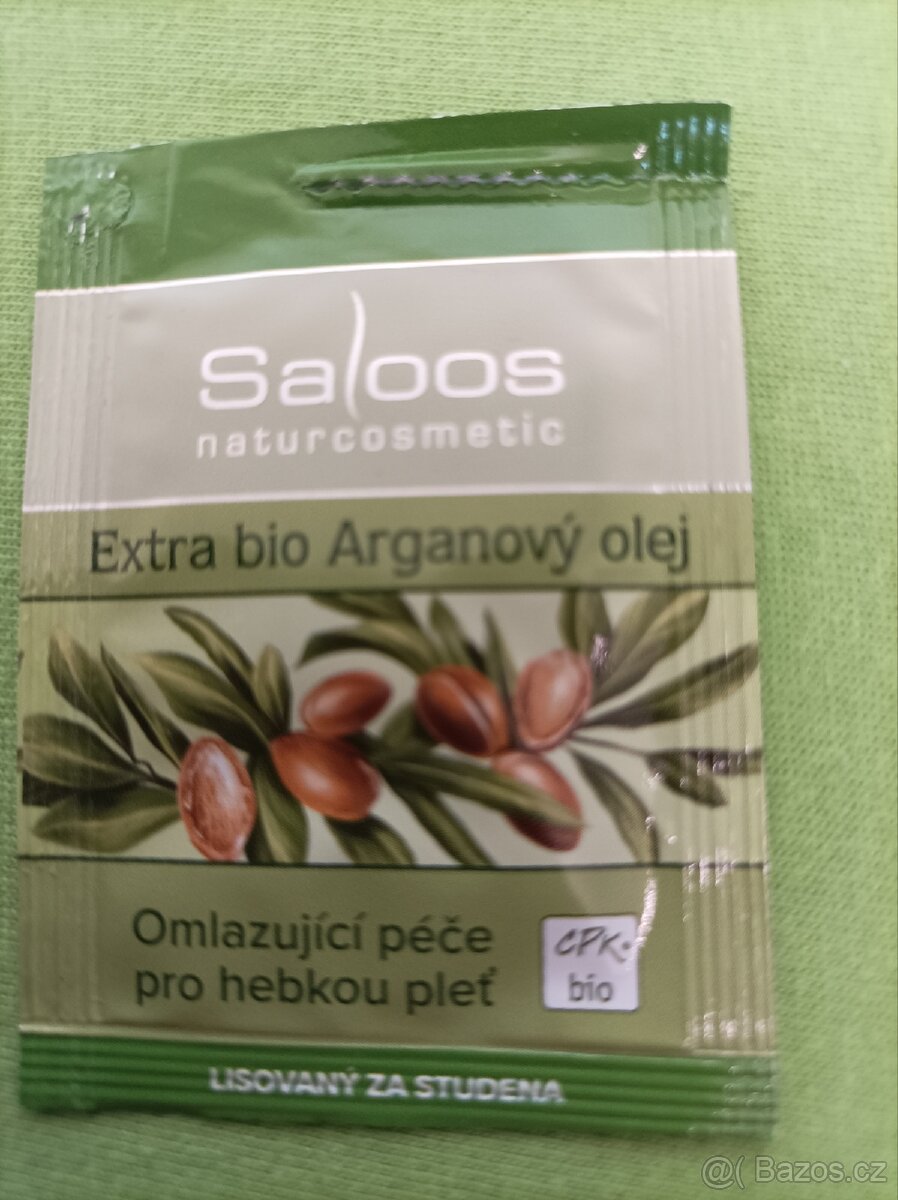 Saloos
naturcosmetic
Extra bio Arganový olej
Omlazující péče
pro hebkou pleť
CPK
bio
LISOVANÝ ZA STUDENA
@( Bazos.cz